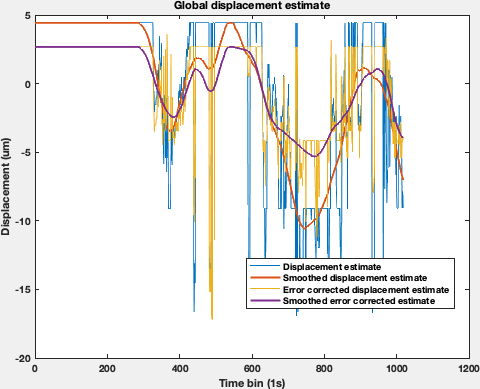 Global displacement estimate
5
0
-5
-10
-15
-20
Displacement (um)
Displacement estimate
Smoothed displacement estimate
Error corrected displacement estimate
Smoothed error corrected estimate
0 200 400 600 800 1000 1200
Time bin (1s)